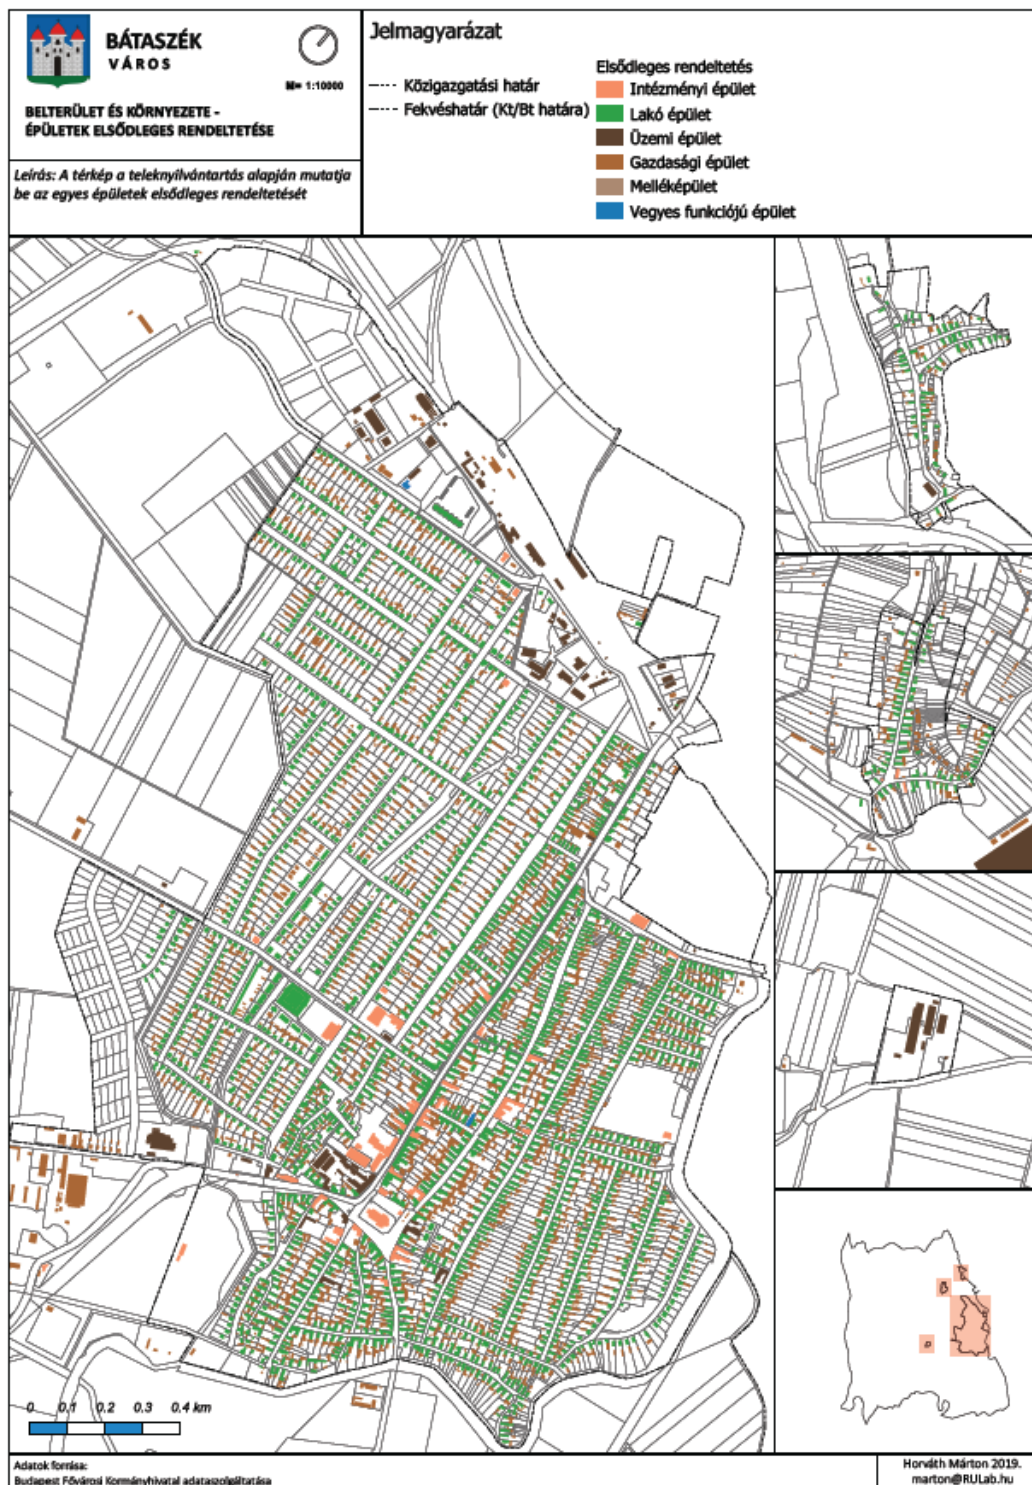 BÁTASZÉK
VÁROS
M= 1:10000
BELTERÜLET ÉS KÖRNYEZETE -
ÉPÜLETEK ELSŐDLEGES RENDELTETÉSE
Leírás: A térkép a teleknyilvántartás alapján mutatja
be az egyes épületek elsődleges rendeltetését
Jelmagyarázat
Közigazgatási határ
Fekvéshatár (Kt/Bt határa)
Elsődleges rendeltetés
Intézményi épület
Lakó épület
Üzemi épület
Gazdasági épület
Melléképület
Vegyes funkciójú épület
0 0.1 0.2 0.3 0.4 km
Adatok forrása:
Budapest Fővárosi Kormányhivatal adataszolgáltatása
Horváth Márton 2019.
marton@RULab.hu